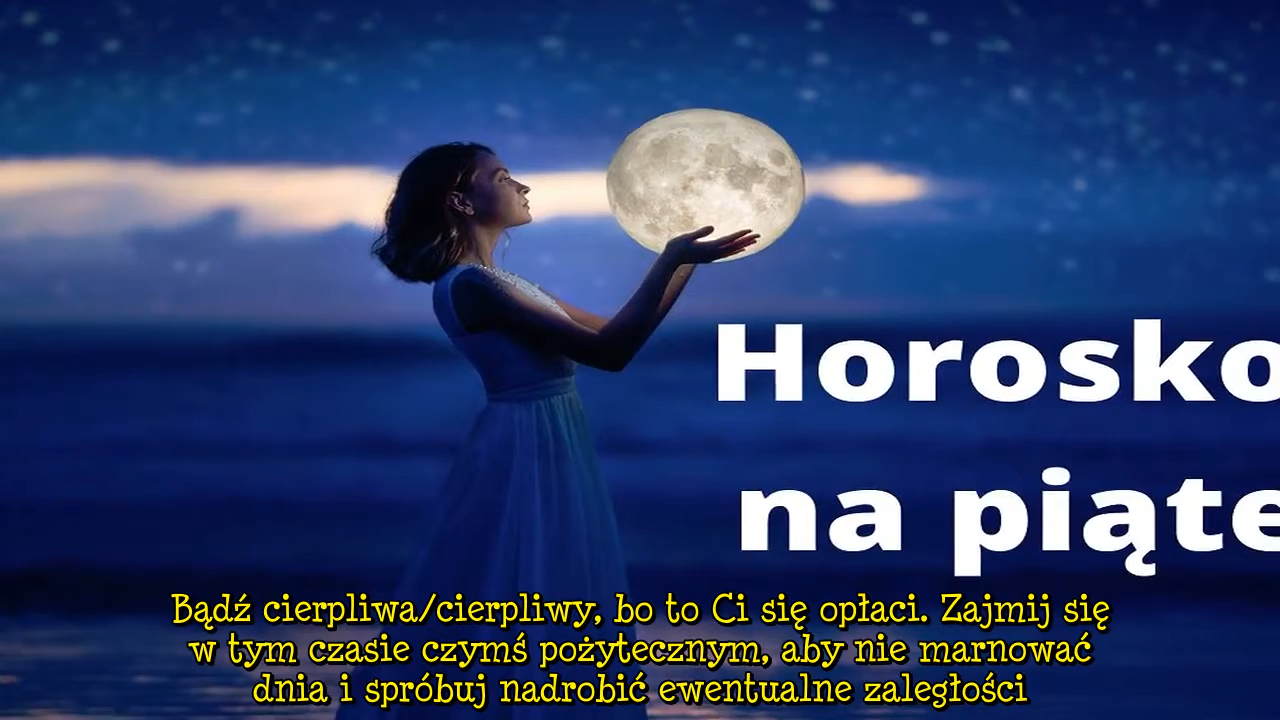 Horosko
na piąte
Bądź cierpliwa/cierpliwy, bo to Ci się opłaci. Zajmij się
w tym czasie czymś pożytecznym, aby nie marnować
dnia i spróbuj nadrobić ewentualne zaległości